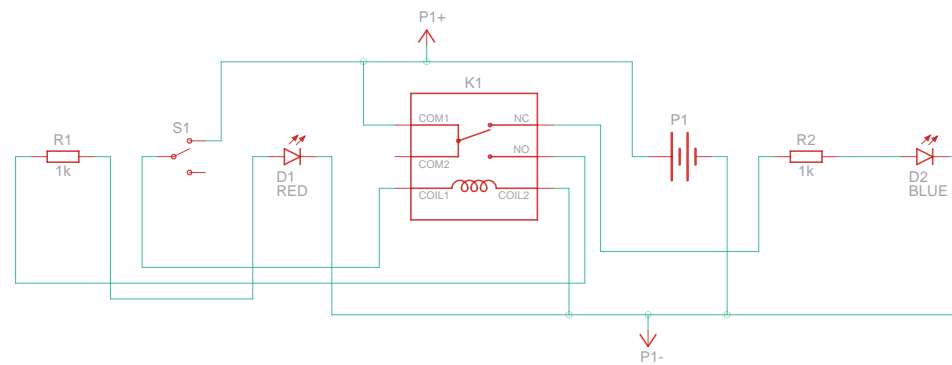 P1+
K1
COM1
NC
S1
P1
R1
R2
COM2
NO
1k
D1
RED
1k
D2
BLUE
COIL1
COIL2
P1-